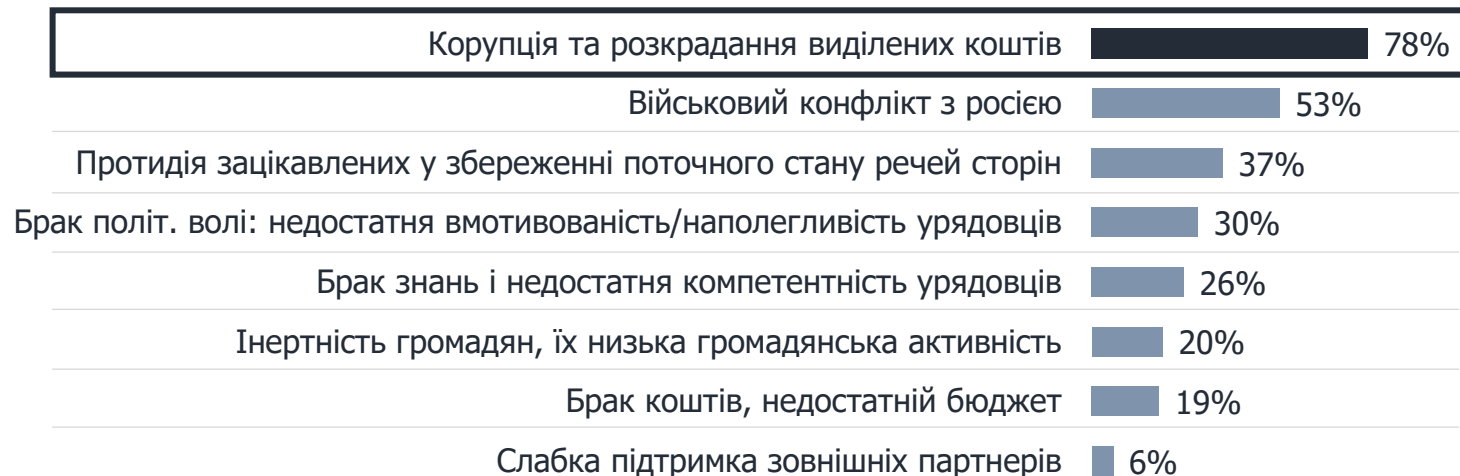 Корупція та розкрадання виділених коштів 78%
Військовий конфлікт з росією 53%
Протидія зацікавлених у збереженні поточного стану речей сторін 37%
Брак політ. волі: недостатня вмотивованість/наполегливість урядовців 30%
Брак знань і недостатня компетентність урядовців 26%
Інертність громадян, їх низька громадянська активність 20%
Брак коштів, недостатній бюджет 19%
Слабка підтримка зовнішніх партнерів 6%